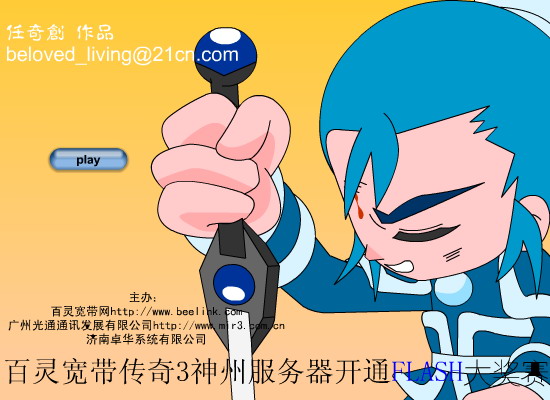 任奇創 作品
beloved_living@21cn.com
play
主办:
百灵宽带网http://www.beelink.com
广州光通通讯发展有限公司http://www.mir3.com.cn
济南卓华系统有限公司
百灵宽带传奇3神州服务器开通FLASH大奖赛